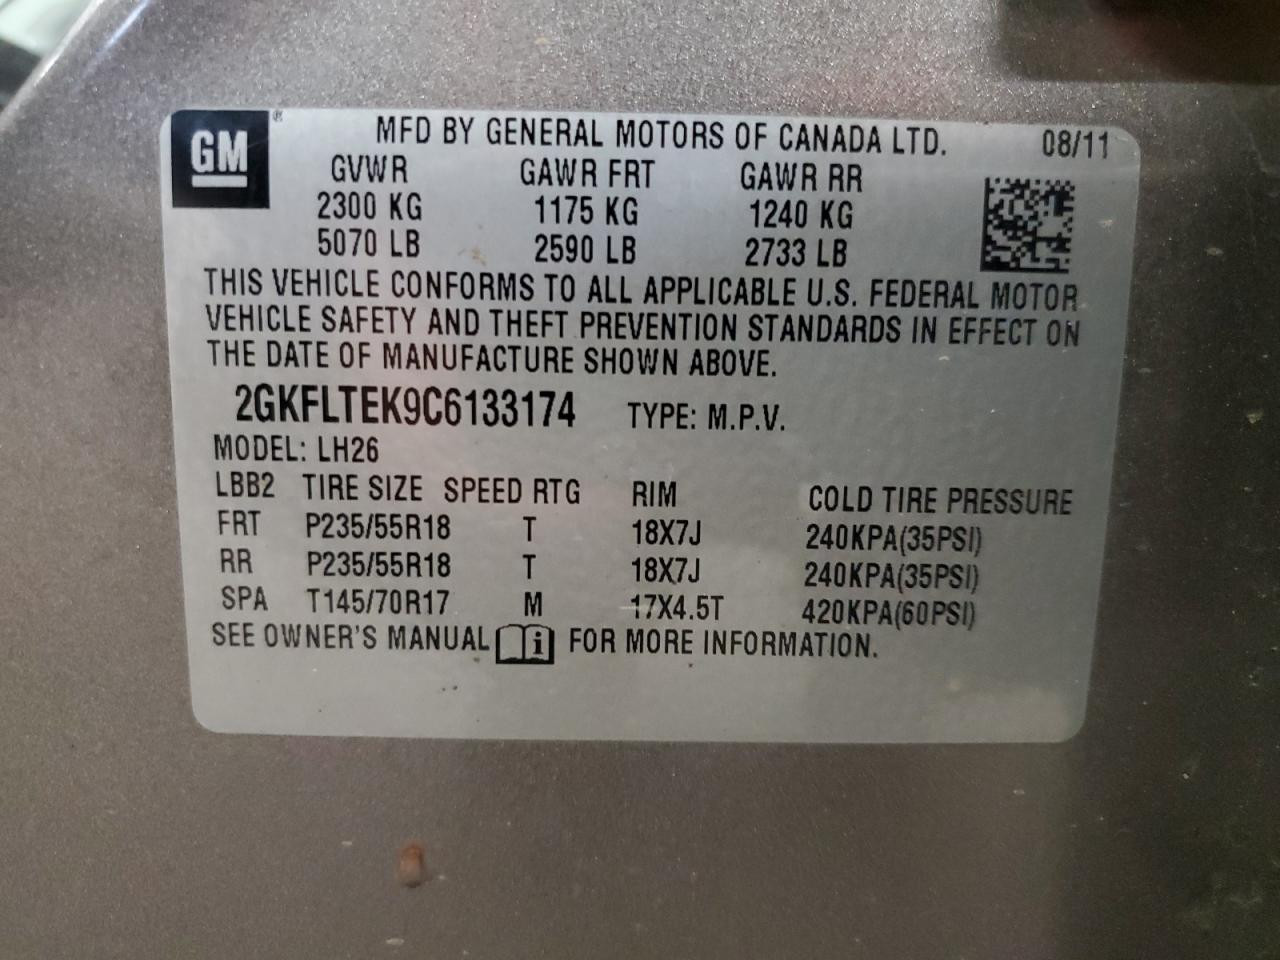 GM ® MFD BY GENERAL MOTORS OF CANADA LTD. 08/11
GVWR GAWR FRT GAWR RR
2300 KG 1175 KG 1240 KG
5070 LB 2590 LB 2733 LB
THIS VEHICLE CONFORMS TO ALL APPLICABLE U.S. FEDERAL MOTOR
VEHICLE SAFETY AND THEFT PREVENTION STANDARDS IN EFFECT ON
THE DATE OF MANUFACTURE SHOWN ABOVE.
2GKFLTEK9C6133174 TYPE: M.P.V.
MODEL: LH26
LBB2 TIRE SIZE SPEED RTG RIM COLD TIRE PRESSURE
FRT P235/55R18 T 18X7J 240KPA(35PSI)
RR P235/55R18 T 18X7J 240KPA(35PSI)
SPA T145/70R17 M 17X4.5T 420KPA(60PSI)
SEE OWNER'S MANUAL i FOR MORE INFORMATION.